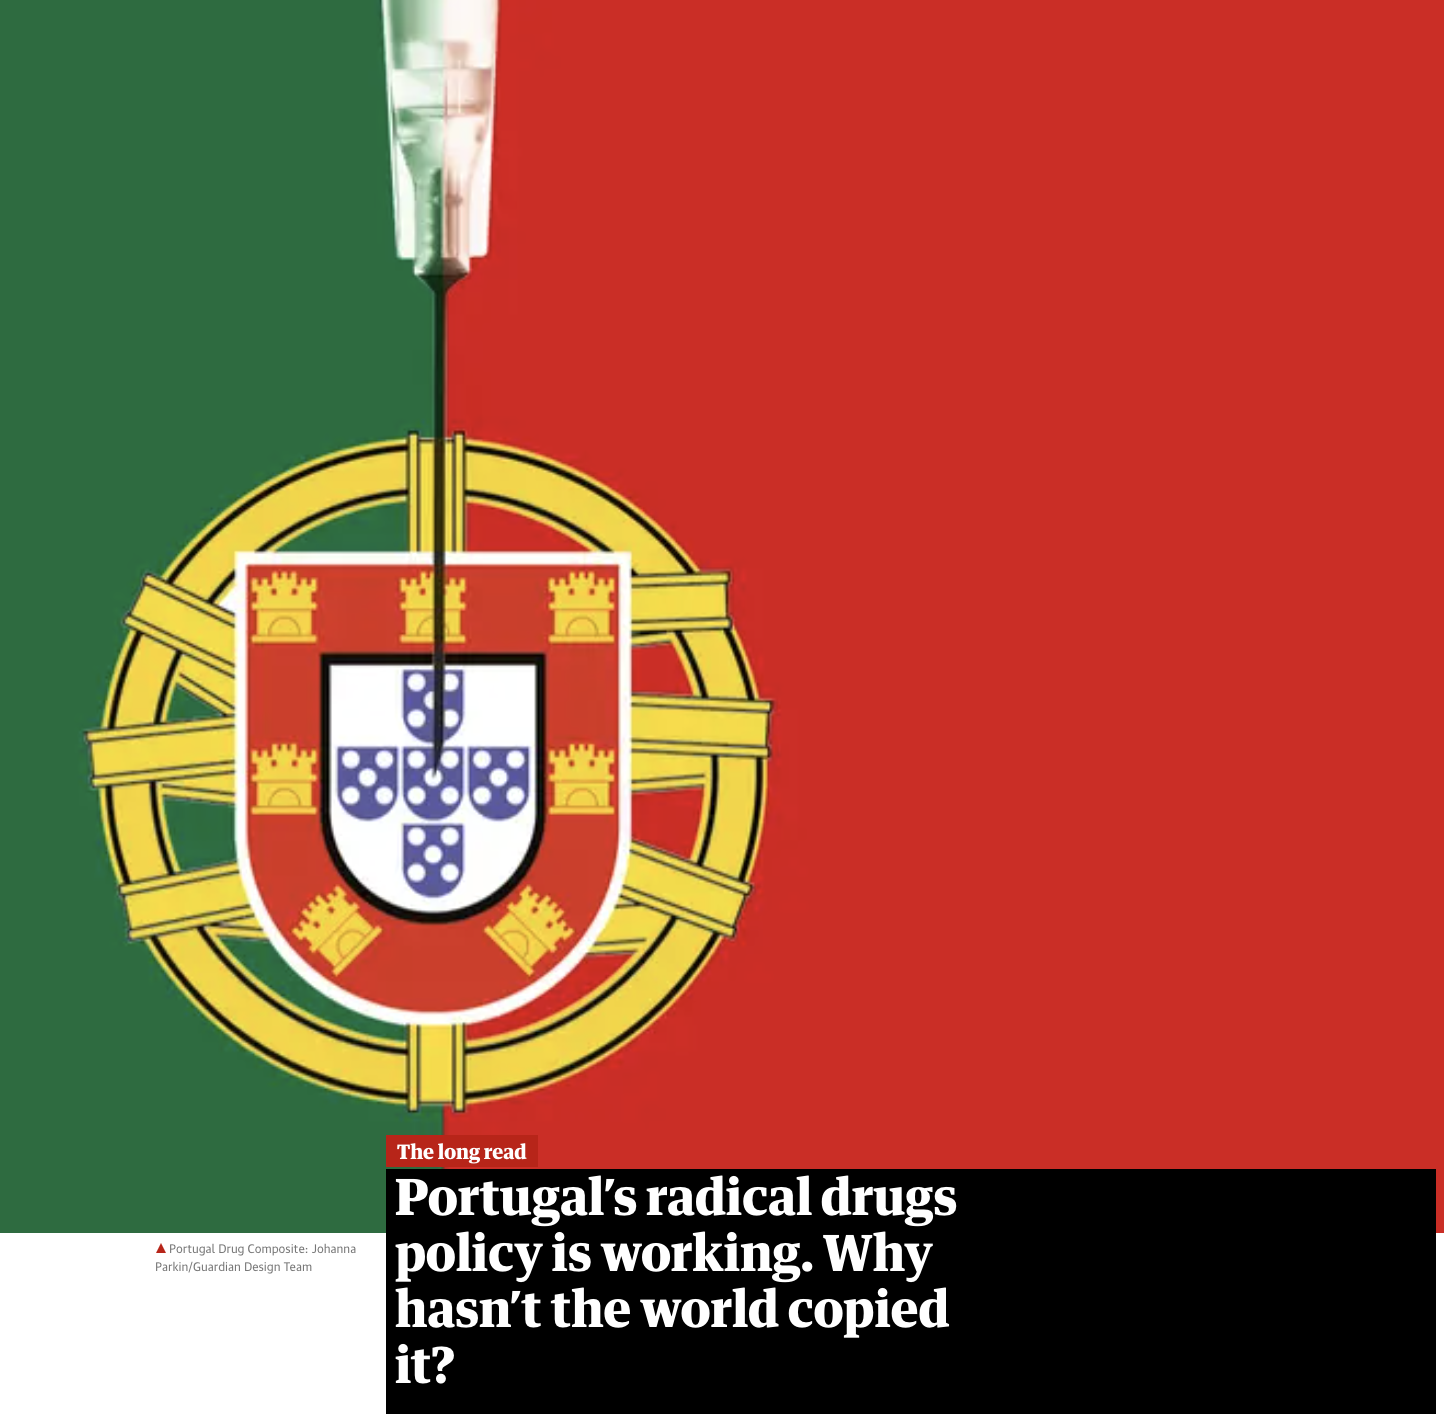 The long read
Portugal’s radical drugs
policy is working. Why
hasn’t the world copied
it?
Portugal Drug Composite: Johanna
Parkin/Guardian Design Team